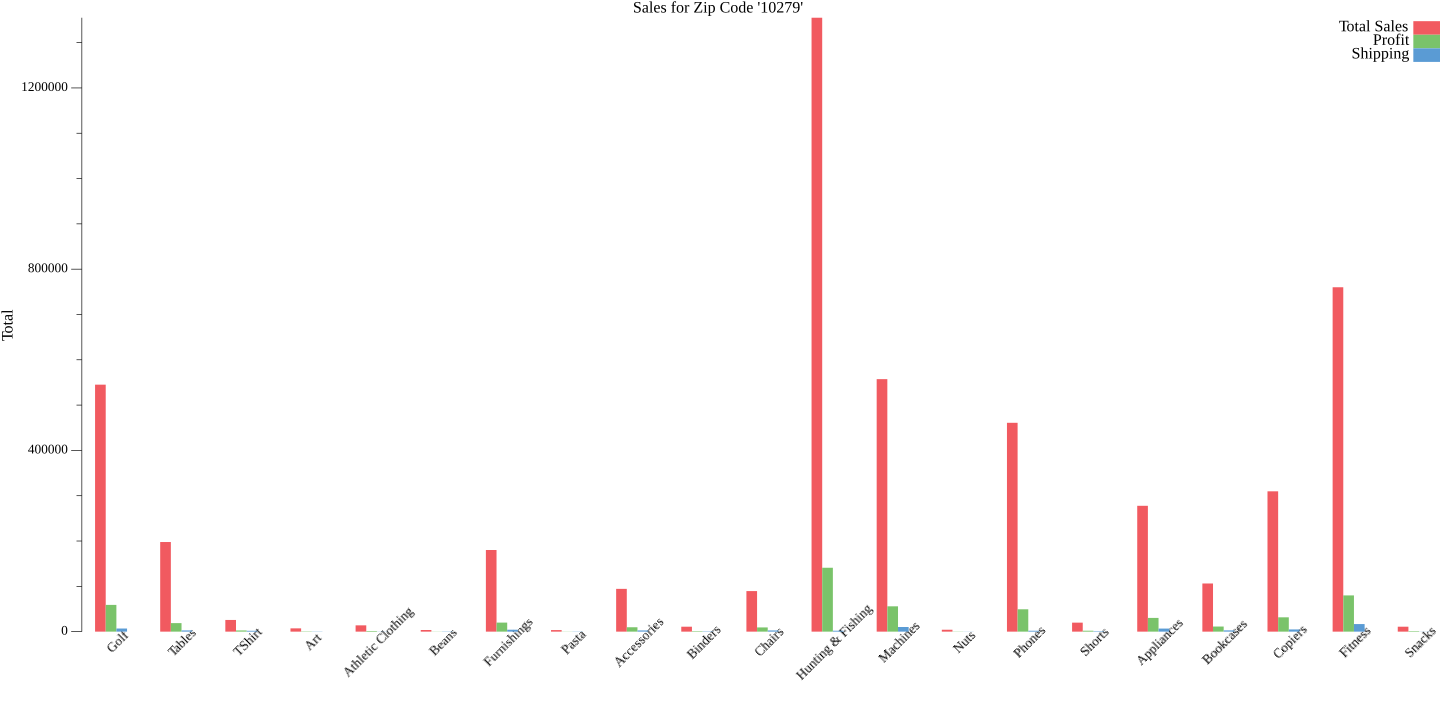 Sales for Zip Code '10279'
Total Sales
Profit
Shipping
1200000
800000
400000
0
Total
Golf
Tables
TShirt
Art
Athletic Clothing
Beans
Furnishings
Pasta
Accessories
Binders
Chairs
Hunting & Fishing
Machines
Nuts
Phones
Shorts
Appliances
Bookcases
Copiers
Fitness
Snacks